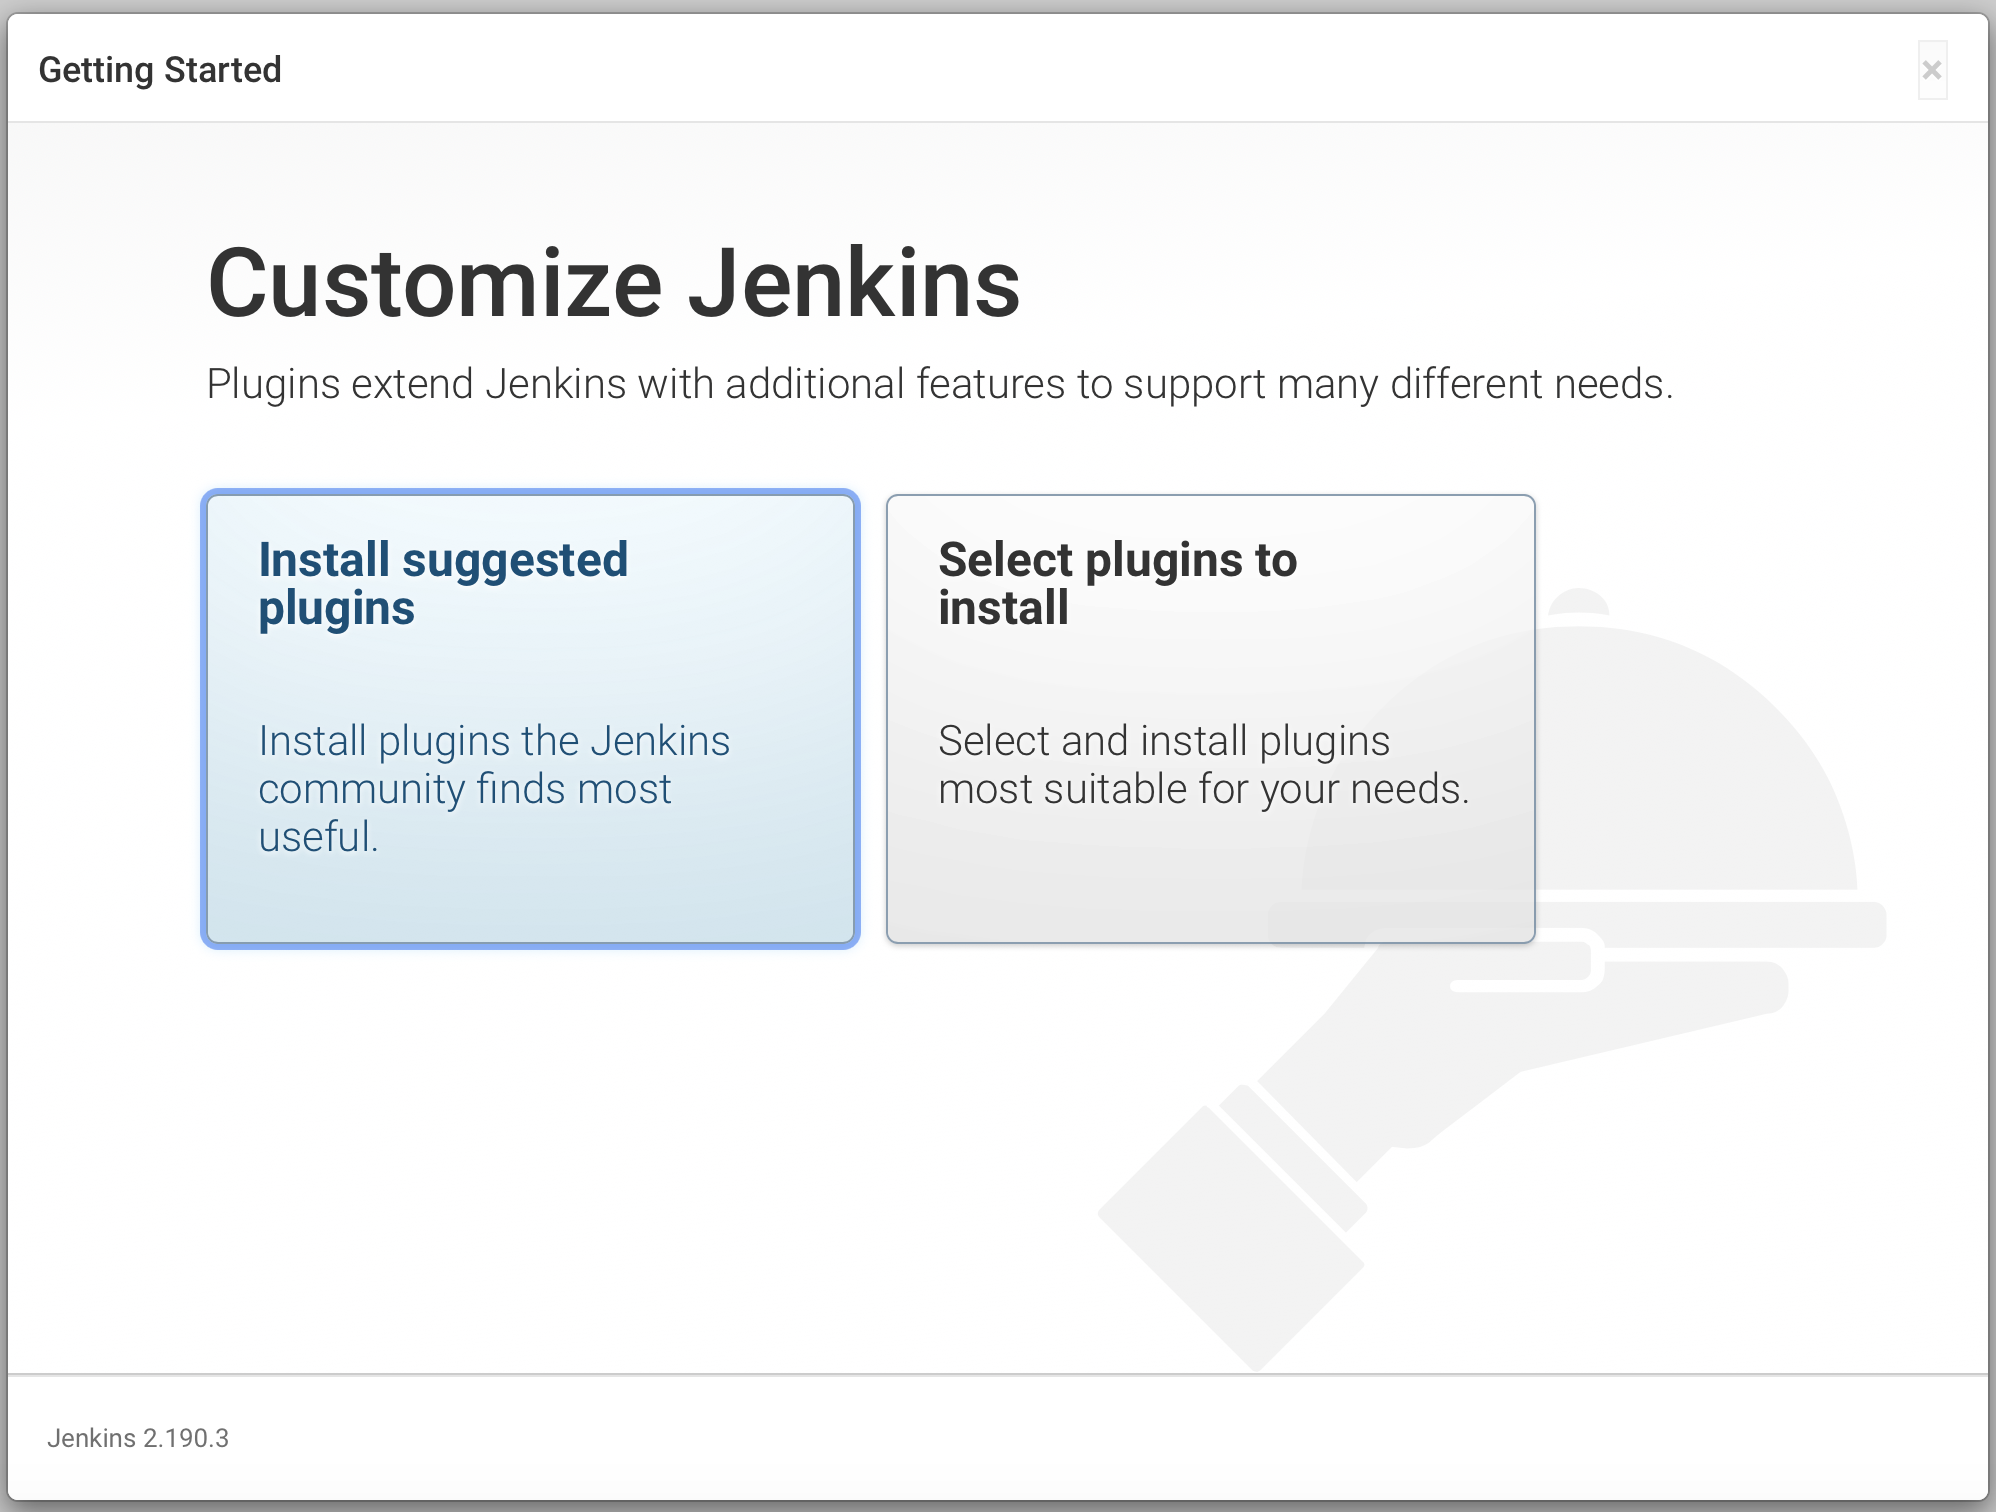 Getting Started
×
Customize Jenkins
Plugins extend Jenkins with additional features to support many different needs.
Install suggested
plugins
Install plugins the Jenkins
community finds most
useful.
Select plugins to
install
Select and install plugins
most suitable for your needs.
Jenkins 2.190.3